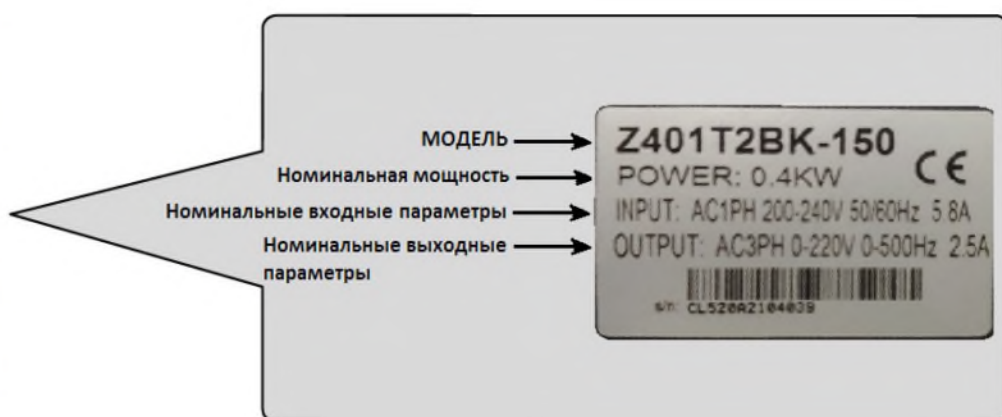 МОДЕЛЬ
Z401T2BK-150
Номинальная мощность
POWER: 0.4KW
CE
Номинальные входные параметры
INPUT: AC1PH 200-240V 50/60Hz 5.8A
Номинальные выходные
параметры
OUTPUT: AC3PH 0-220V 0-500Hz 2.5A
s/n: CL520A2104039